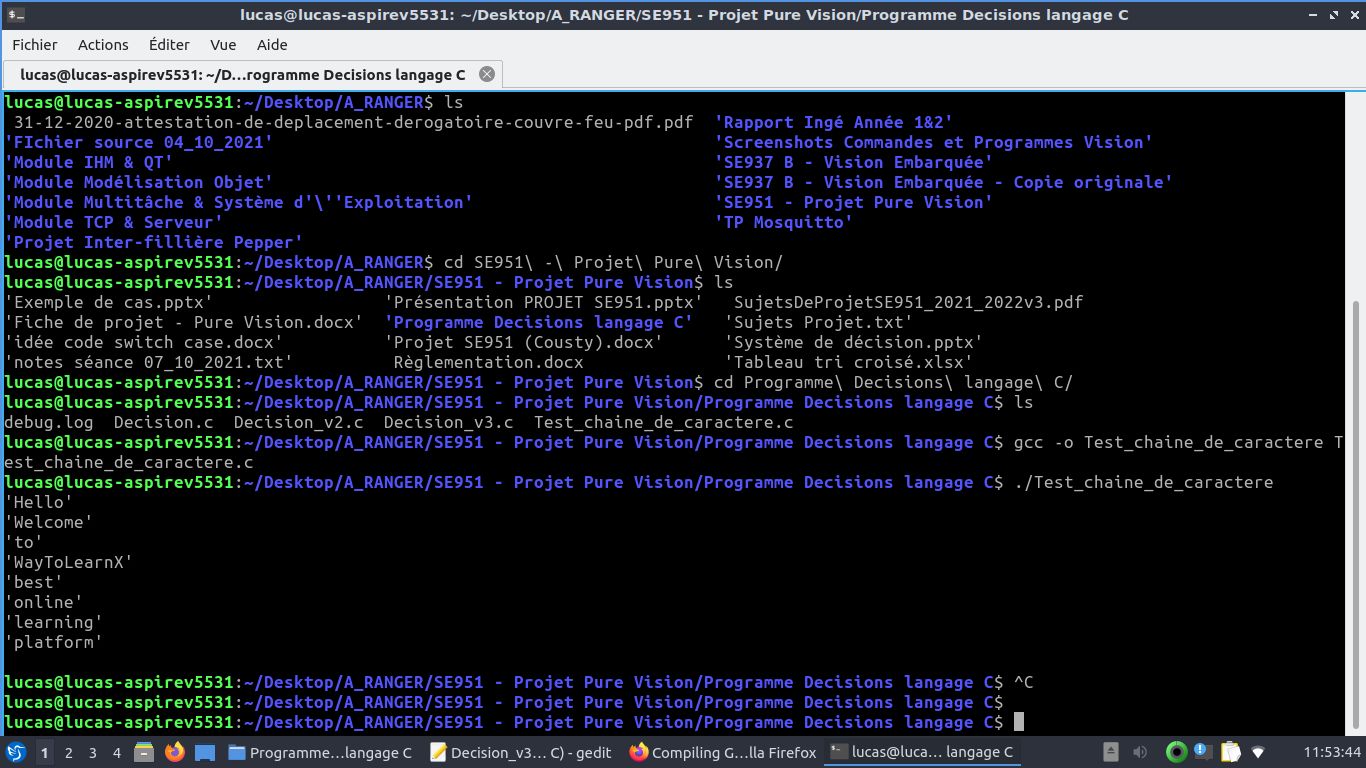 lucas@lucas-aspirev5531: ~/Desktop/A_RANGER/SE951 - Projet Pure Vision/Programme Decisions langage C
Fichier Actions Éditer Vue Aide
lucas@lucas-aspirev5531: ~/D…rogramme Decisions langage C
lucas@lucas-aspirev5531:~/Desktop/A_RANGER$ ls
31-12-2020-attestation-de-deplacement-derogatoire-couvre-feu-pdf.pdf 'Rapport Ingé Année 1&2'
'FIchier source 04_10_2021' 'Screenshots Commandes et Programmes Vision'
'Module IHM & QT' 'SE937 B - Vision Embarquée'
'Module Modélisation Objet' 'SE937 B - Vision Embarquée - Copie originale'
'Module Multitâche & Système d'\''Exploitation' 'SE951 - Projet Pure Vision'
'Module TCP & Serveur' 'TP Mosquitto'
'Projet Inter-fillière Pepper'
lucas@lucas-aspirev5531:~/Desktop/A_RANGER$ cd SE951\ -\ Projet\ Pure\ Vision/
lucas@lucas-aspirev5531:~/Desktop/A_RANGER/SE951 - Projet Pure Vision$ ls
'Exemple de cas.pptx' 'Présentation PROJET SE951.pptx' SujetsDeProjetSE951_2021_2022v3.pdf
'Fiche de projet - Pure Vision.docx' 'Programme Decisions langage C' 'Sujets Projet.txt'
'idée code switch case.docx' 'Projet SE951 (Cousty).docx' 'Système de décision.pptx'
'notes séance 07_10_2021.txt' Règlementation.docx 'Tableau tri croisé.xlsx'
lucas@lucas-aspirev5531:~/Desktop/A_RANGER/SE951 - Projet Pure Vision$ cd Programme\ Decisions\ langage\ C/
lucas@lucas-aspirev5531:~/Desktop/A_RANGER/SE951 - Projet Pure Vision/Programme Decisions langage C$ ls
debug.log Decision.c Decision_v2.c Decision_v3.c Test_chaine_de_caractere.c
lucas@lucas-aspirev5531:~/Desktop/A_RANGER/SE951 - Projet Pure Vision/Programme Decisions langage C$ gcc -o Test_chaine_de_caractere T
est_chaine_de_caractere.c
lucas@lucas-aspirev5531:~/Desktop/A_RANGER/SE951 - Projet Pure Vision/Programme Decisions langage C$ ./Test_chaine_de_caractere
'Hello'
'Welcome'
'to'
'WayToLearnX'
'best'
'online'
'learning'
'platform'
lucas@lucas-aspirev5531:~/Desktop/A_RANGER/SE951 - Projet Pure Vision/Programme Decisions langage C$ ^C
lucas@lucas-aspirev5531:~/Desktop/A_RANGER/SE951 - Projet Pure Vision/Programme Decisions langage C$
lucas@lucas-aspirev5531:~/Desktop/A_RANGER/SE951 - Projet Pure Vision/Programme Decisions langage C$
1 2 3 4 Programme…langage C Decision_v3… C) - gedit Compiling G…lla Firefox lucas@luca… langage C 11:53:44